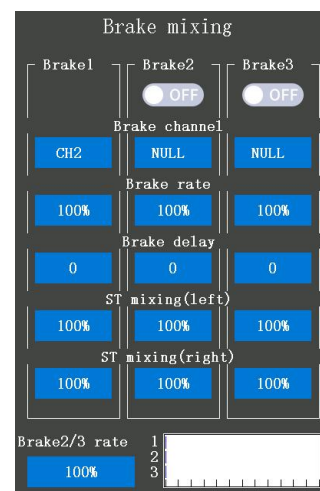 Brake mixing
Brake1 Brake2 Brake3
OFF OFF
Brake channel
CH2 NULL NULL
Brake rate
100% 100% 100%
Brake delay
0 0 0
ST mixing(left)
100% 100% 100%
ST mixing(right)
100% 100% 100%
Brake2/3 rate 1
2
100% 3